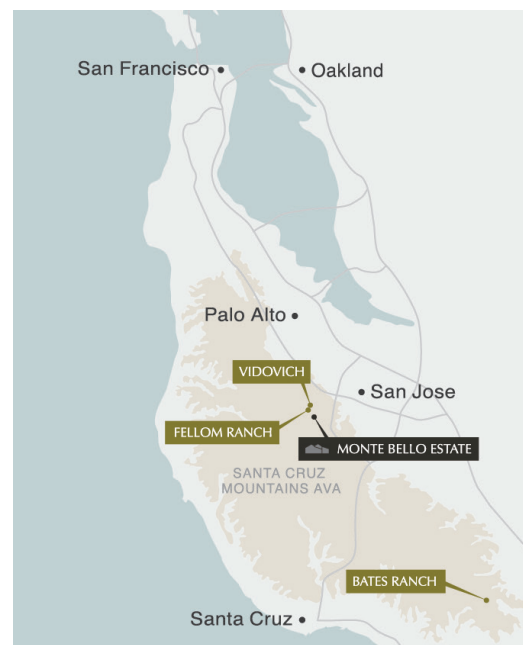 San Francisco
Oakland
Palo Alto
VIDOVICH
San Jose
FELLOM RANCH
MONTE BELLO ESTATE
SANTA CRUZ
MOUNTAINS AVA
BATES RANCH
Santa Cruz